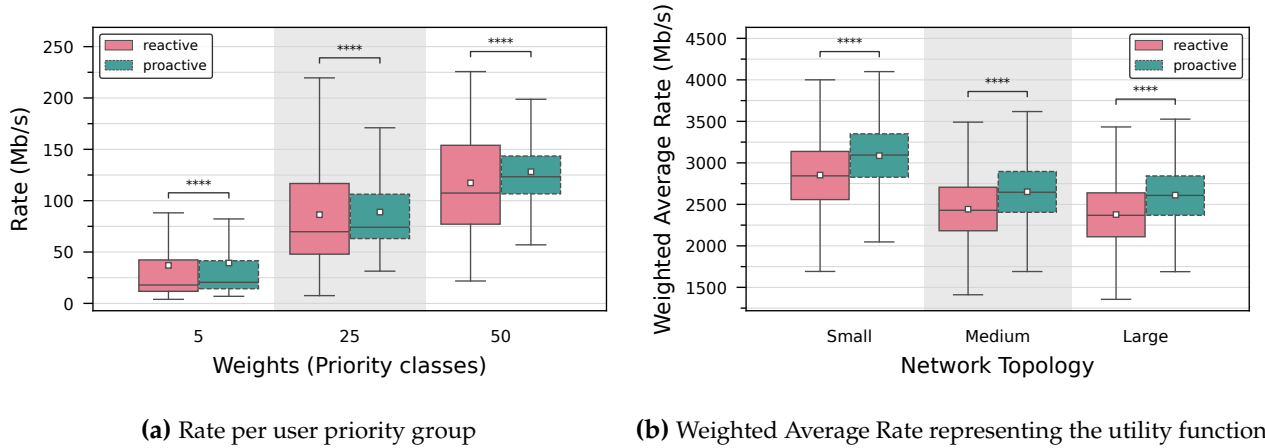 250
200
150
100
50
0
Rate (Mb/s)
reactive
proactive
****
****
****
5
25
50
Weights (Priority classes)
4500
4000
3500
3000
2500
2000
1500
Weighted Average Rate (Mb/s)
reactive
proactive
****
****
****
Small
Medium
Large
Network Topology
(a) Rate per user priority group
(b) Weighted Average Rate representing the utility function